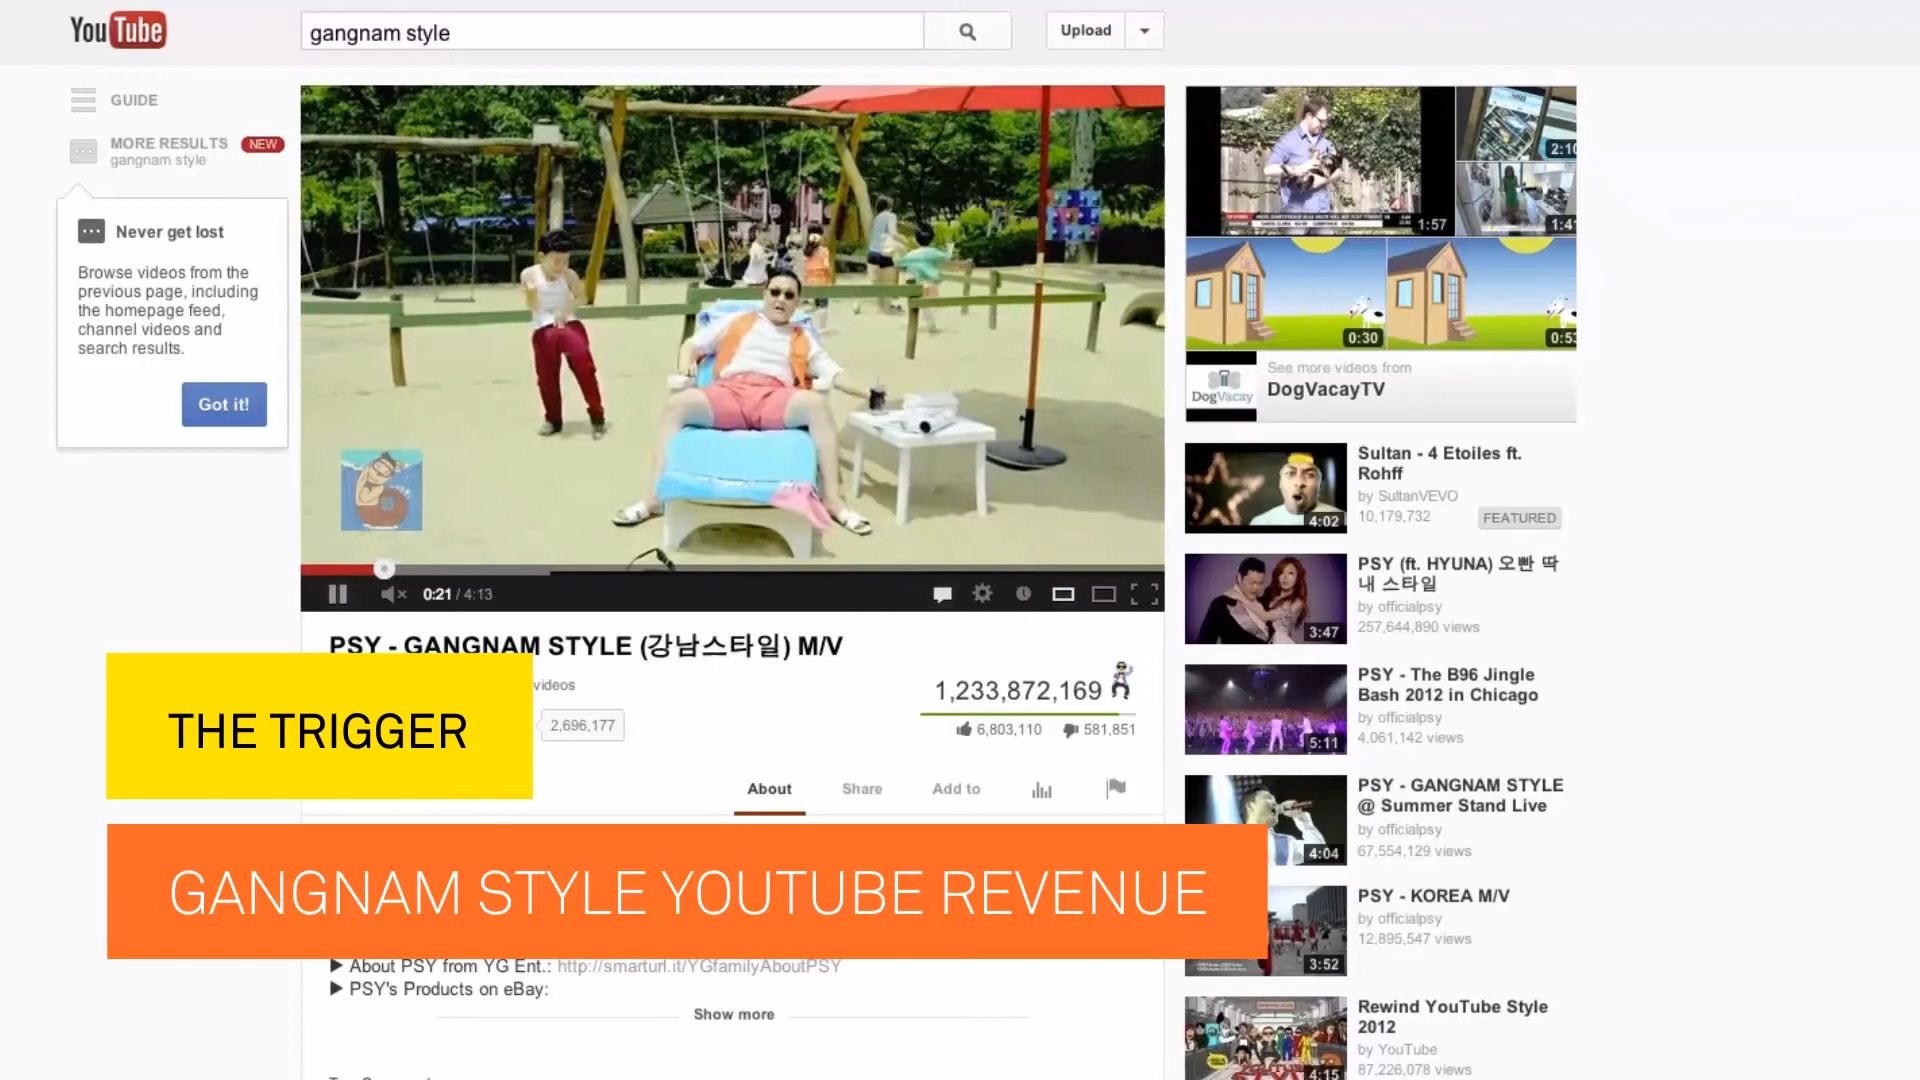 YouTube
gangnam style
Upload
GUIDE
MORE RESULTS
NEW
gangnam style
Never get lost
Browse videos from the
previous page, including
the homepage feed,
channel videos and
search results.
Got it!
0:21 / 4:13
PSY - GANGNAM STYLE (강남스타일) M/V
videos
2,696,177
1,233,872,169
6,803,110
581,851
About
Share
Add to
THE TRIGGER
GANGNAM STYLE YOUTUBE REVENUE
▶ About PSY from YG Ent.: http://smarturl.it/YGfamilyAboutPSY
▶ PSY's Products on eBay:
Show more
1:57
2:10
1:41
0:30
0:53
DogVacay
See more videos from
DogVacayTV
4:02
Sultan - 4 Etoiles ft.
Rohff
by SultanVEVO
10,179,732
FEATURED
3:47
PSY (ft. HYUNA) 오빤 딱
내 스타일
by officialpsy
257,644,890 views
5:11
PSY - The B96 Jingle
Bash 2012 in Chicago
by officialpsy
4,061,142 views
4:04
PSY - GANGNAM STYLE
@ Summer Stand Live
by officialpsy
67,554,129 views
3:52
PSY - KOREA M/V
by officialpsy
12,895,547 views
4:15
Rewind YouTube Style
2012
by YouTube
87,226,078 views